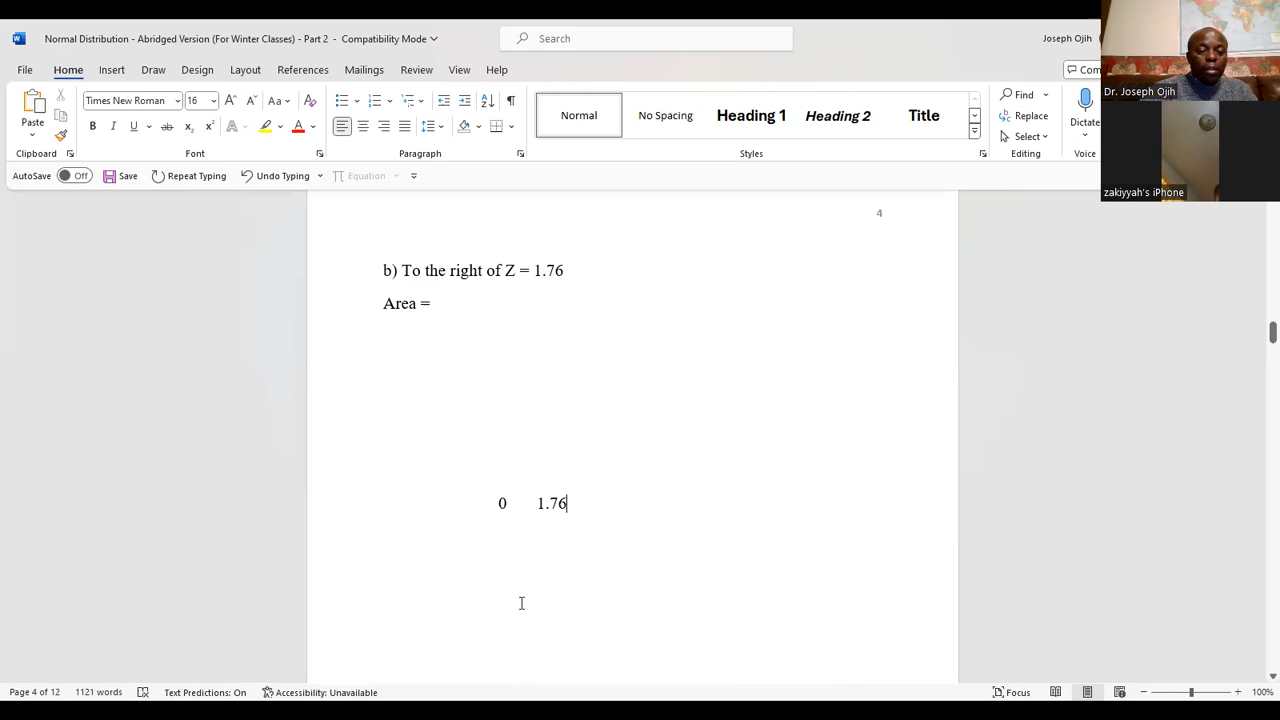 Normal Distribution - Abridged Version (For Winter Classes) - Part 2 - Compatibility Mode
Search
Joseph Ojih
File Home Insert Draw Design Layout References Mailings Review View Help
Com
Dr. Joseph Ojih
Paste
Times New Roman 16
Normal No Spacing Heading 1 Heading 2 Title
Find
Replace
Select
Dictate
Clipboard Font Paragraph Styles Editing Voice
AutoSave Off Save Repeat Typing Undo Typing Equation
zakiyyah's iPhone
4
b) To the right of Z = 1.76
Area =
0 1.76
Page 4 of 12 1121 words Text Predictions: On Accessibility: Unavailable Focus 100%